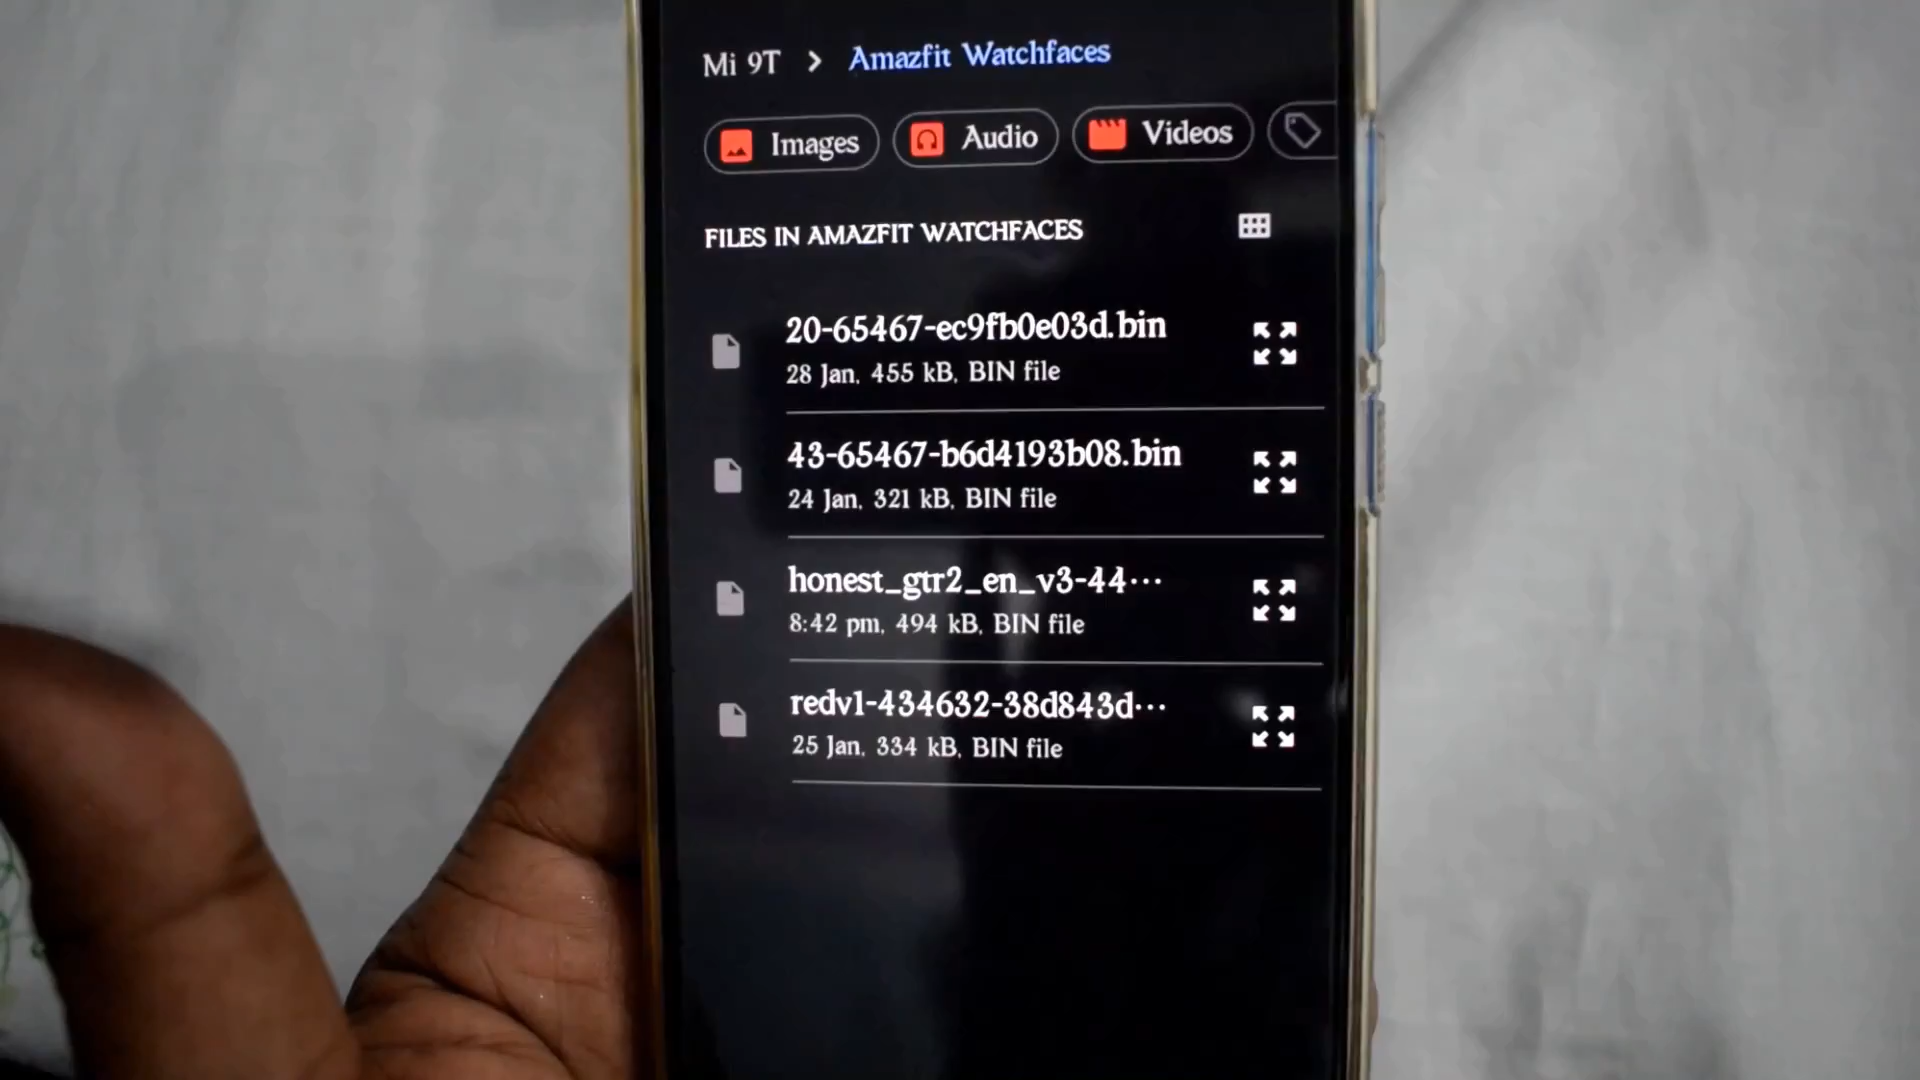 Mi 9T > Amazfit Watchfaces
Images Audio Videos
FILES IN AMAZFIT WATCHFACES
20-65467-ec9fb0e03d.bin
28 Jan, 455 kB, BIN file
43-65467-b6d4193b08.bin
24 Jan, 321 kB, BIN file
honest_gtr2_en_v3-44···
8:42 pm, 494 kB, BIN file
redv1-434632-38d843d···
25 Jan, 334 kB, BIN file